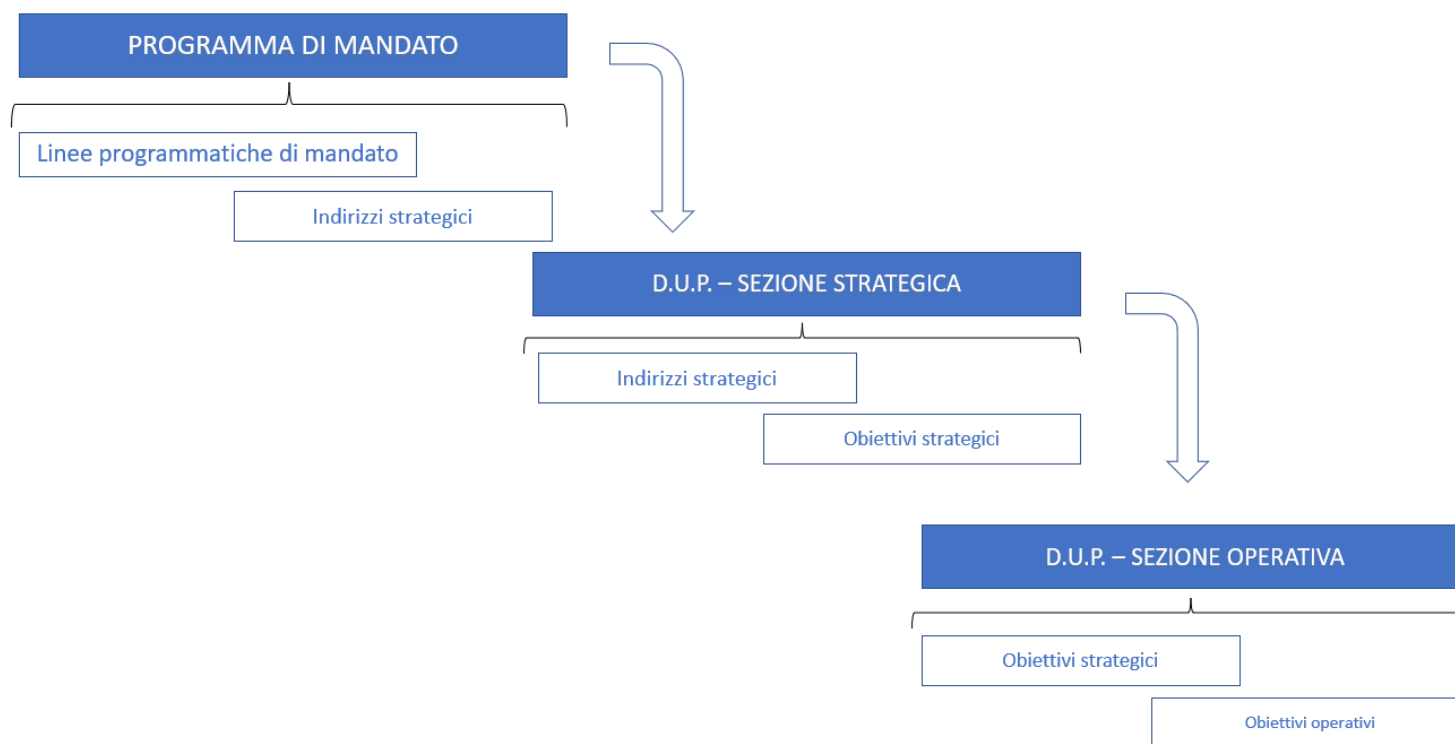 PROGRAMMA DI MANDATO
Linee programmatiche di mandato
Indirizzi strategici
D.U.P. – SEZIONE STRATEGICA
Indirizzi strategici
Obiettivi strategici
D.U.P. – SEZIONE OPERATIVA
Obiettivi strategici
Obiettivi operativi